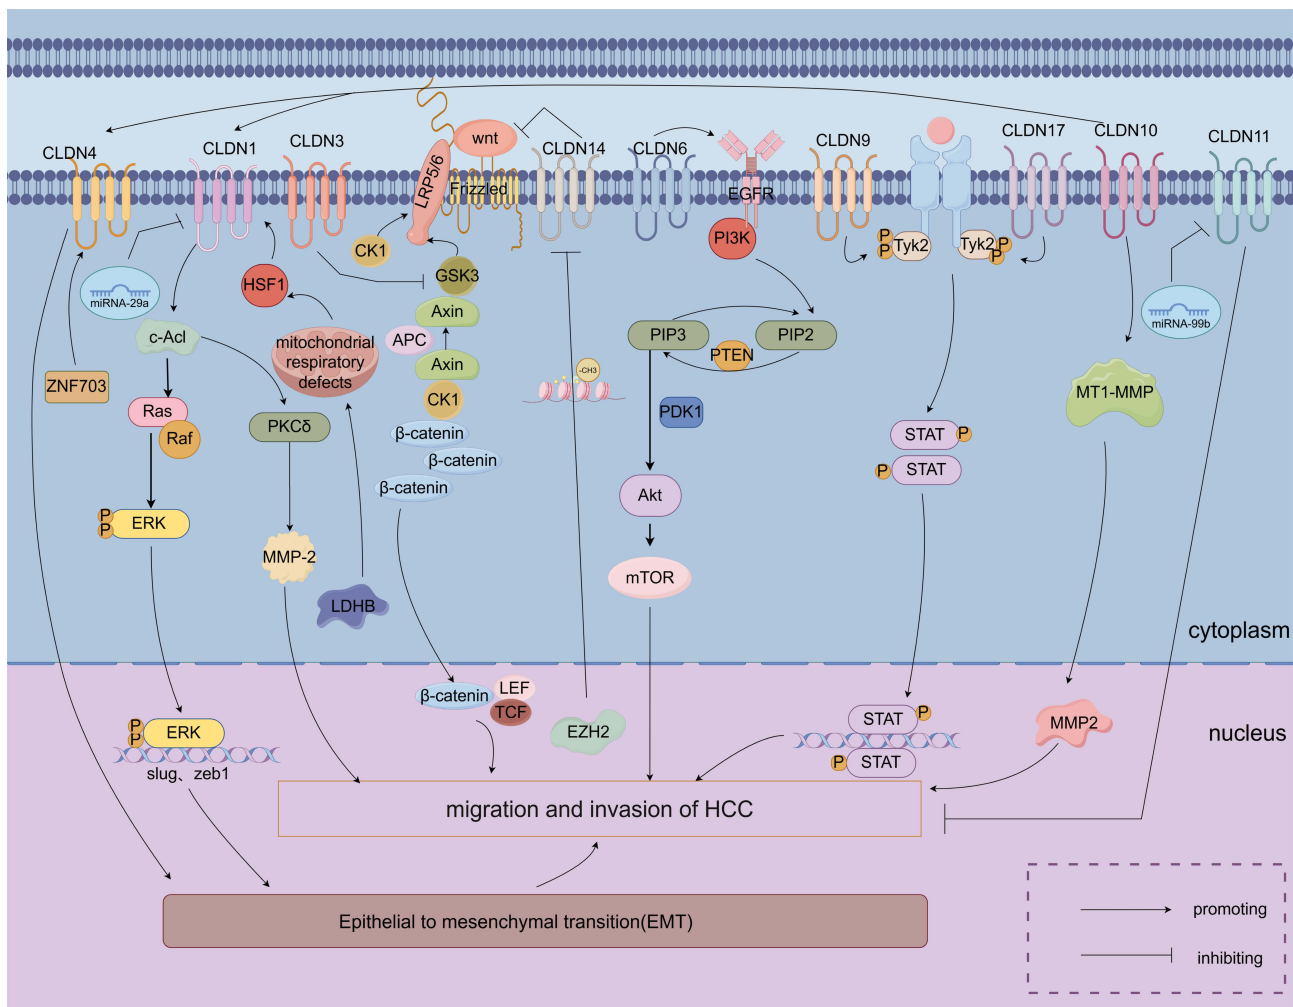 CLDN4
CLDN1
CLDN3
LRP5/6
wnt
Frizzled
CLDN14
CLDN6
EGFR
PI3K
CLDN9
Tyk2
P
P
Tyk2
P
P
CLDN17
CLDN10
CLDN11
miRNA-29a
HSF1
CK1
GSK3
Axin
APC
Axin
CK1
β-catenin
β-catenin
β-catenin
c-Acl
mitochondrial
respiratory
defects
ZNF703
Ras
Raf
PKCδ
P
P
ERK
MMP-2
LDHB
-CH3
PIP3
PIP2
PTEN
PDK1
Akt
mTOR
STAT
P
P
STAT
miRNA-99b
MT1-MMP
cytoplasm
nucleus
P
P
ERK
slug、zeb1
β-catenin
LEF
TCF
EZH2
STAT
P
P
STAT
MMP2
migration and invasion of HCC
Epithelial to mesenchymal transition(EMT)
promoting
inhibiting